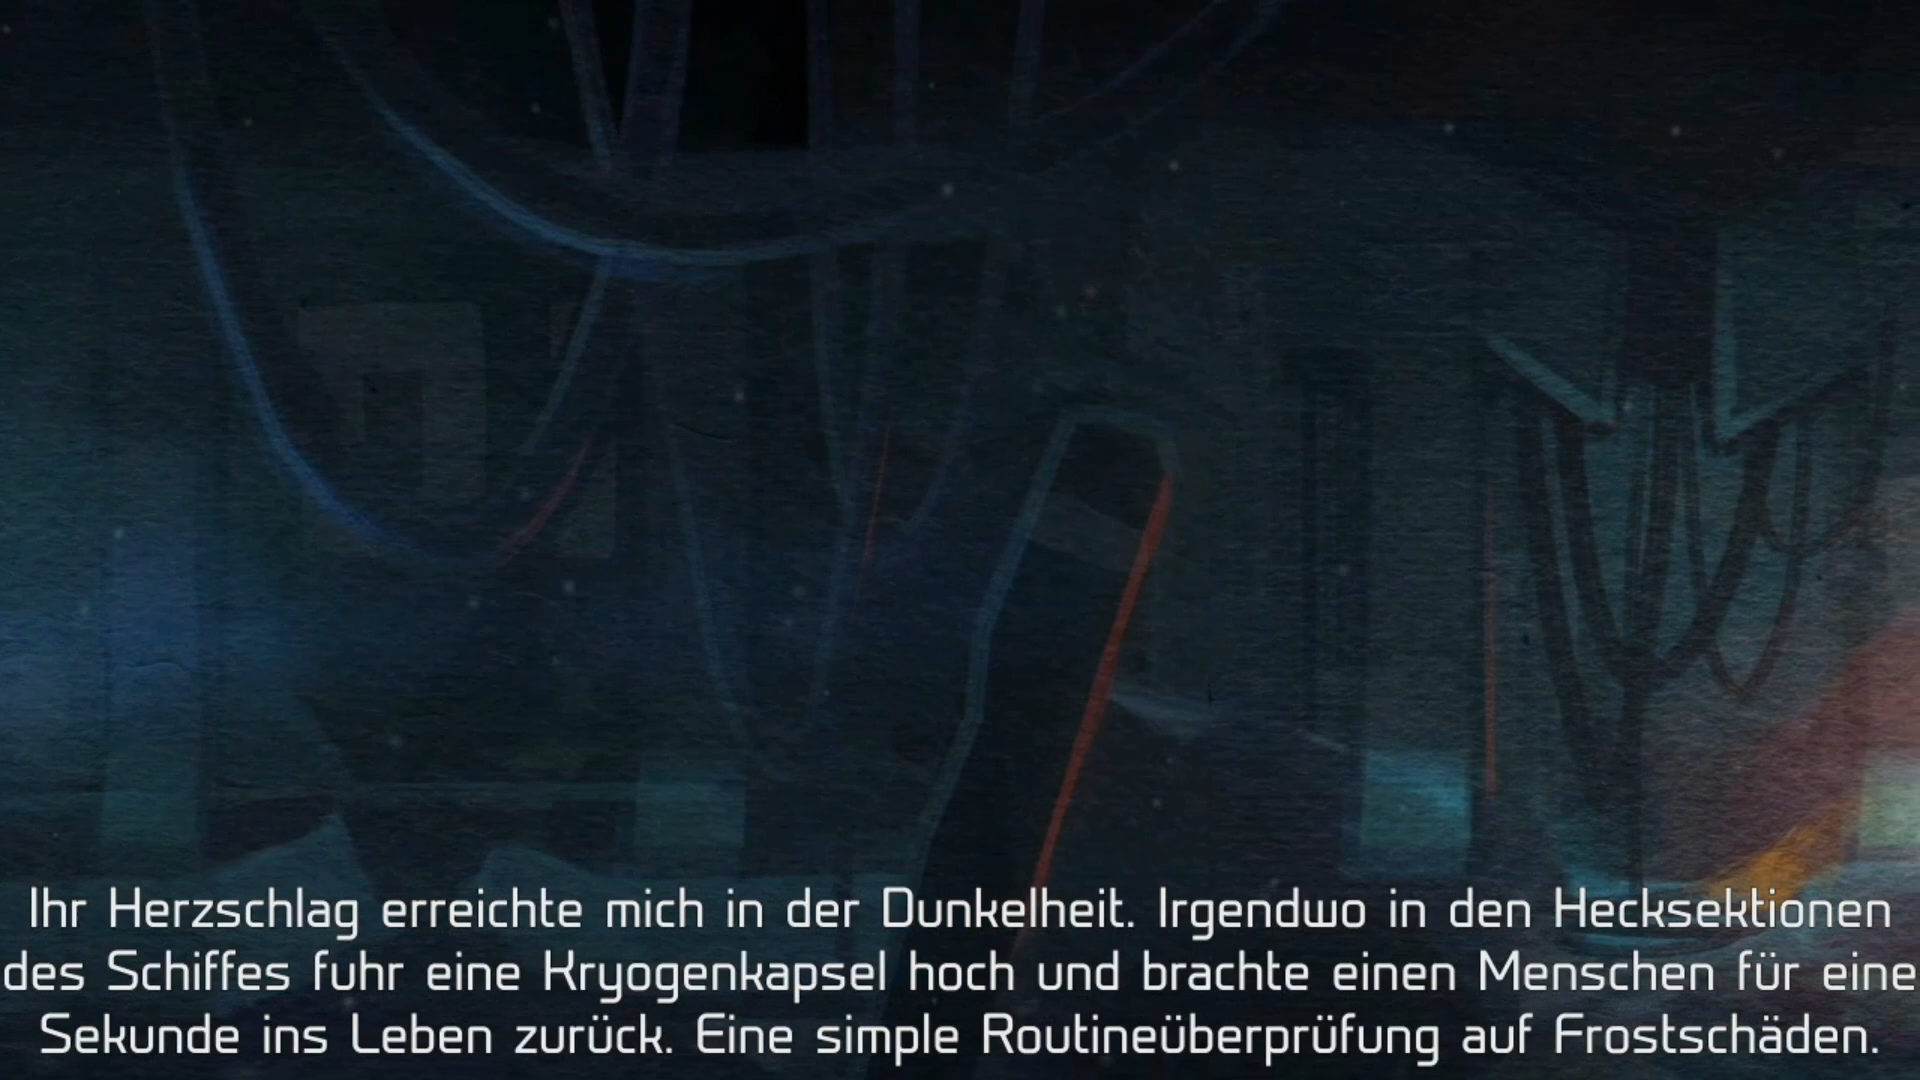 Ihr Herzschlag erreichte mich in der Dunkelheit. Irgendwo in den Hecksektionen
des Schiffes fuhr eine Kryogenkapsel hoch und brachte einen Menschen für eine
Sekunde ins Leben zurück. Eine simple Routineüberprüfung auf Frostschäden.